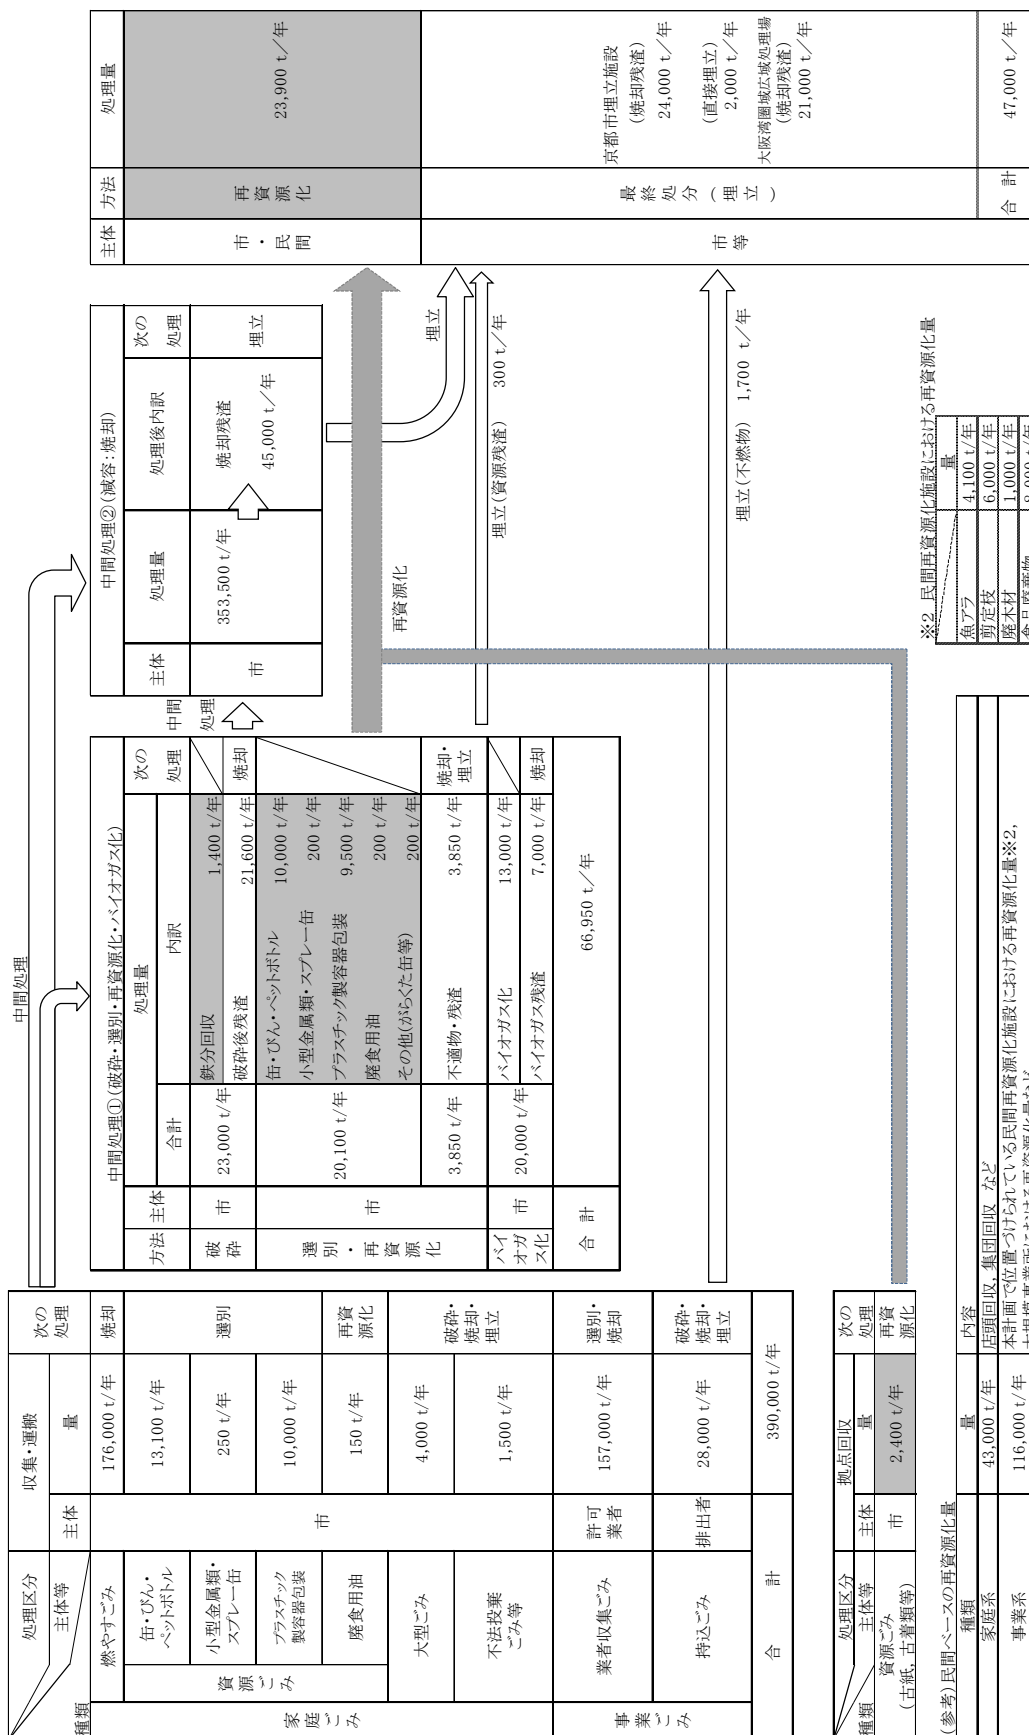 処理区分
主体等
種類
収集・運搬
主体
量
次の
処理
家庭ごみ
燃やすごみ
市
176,000 t/年
焼却
資源ごみ
缶・びん・
ペットボトル
13,100 t/年
選別
小型金属類・
スプレー缶
250 t/年
プラスチック
製容器包装
10,000 t/年
廃食用油
150 t/年
再資
源化
大型ごみ
4,000 t/年
破砕・
焼却・
埋立
不法投棄
ごみ等
1,500 t/年
事業ごみ
業者収集ごみ
許可
業者
157,000 t/年
選別・
焼却
持込ごみ
排出者
28,000 t/年
破砕・
焼却・
埋立
合 計
390,000 t/年
処理区分
主体等
種類
拠点回収
主体
量
次の
処理
資源ごみ
(古紙, 古着類等)
市
2,400 t/年
再資
源化
(参考)民間ベースの再資源化量
種類
量
内容
家庭系
43,000 t/年
店頭回収, 集団回収 など
事業系
116,000 t/年
本計画で位置づけられている民間再資源化施設における再資源化量※2,
中間処理
中間処理①(破砕・選別・再資源化・バイオガス化)
方法
主体
処理量
合計
内訳
次の
処理
破砕
市
23,000 t/年
鉄分回収 1,400 t/年
破砕後残渣 21,600 t/年
焼却
選別・再資源化
市
20,100 t/年
缶・びん・ペットボトル 10,000 t/年
小型金属類・スプレー缶 200 t/年
プラスチック製容器包装 9,500 t/年
廃食用油 200 t/年
その他(がらくた缶等) 200 t/年
3,850 t/年
不適物・残渣 3,850 t/年
焼却・
埋立
バイ
オガ
ス化
市
20,000 t/年
バイオガス化 13,000 t/年
バイオガス残渣 7,000 t/年
焼却
合 計
66,950 t/年
中間
処理
中間処理②(減容:焼却)
主体
処理量
処理後内訳
次の
処理
市
353,500 t/年
焼却残渣
45,000 t/年
埋立
再資源化
埋立
埋立(資源残渣) 300 t/年
埋立(不燃物) 1,700 t/年
※2 民間再資源化施設における再資源化量
量
魚アラ 4,100 t/年
剪定枝 6,000 t/年
廃木材 1,000 t/年
主体
方法
処理量
市・民間
再資源化
23,900 t/年
市等
最終処分(埋立)
京都市埋立施設
(焼却残渣)
24,000 t/年
(直接埋立)
2,000 t/年
大阪湾圏域広域処理場
(焼却残渣)
21,000 t/年
合 計
47,000 t/年